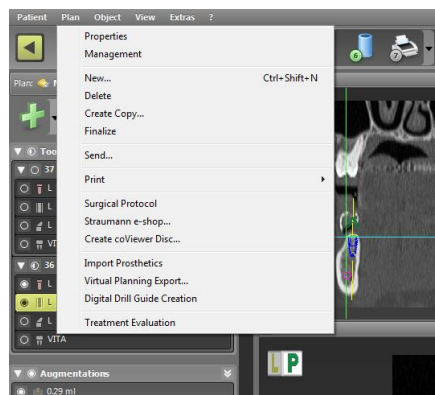 Patient Plan Object View Extras ?
Properties
Management
New... Ctrl+Shift+N
Delete
Create Copy...
Finalize
Send...
Print
Surgical Protocol
Straumann e-shop...
Create coViewer Disc...
Import Prosthetics
Virtual Planning Export...
Digital Drill Guide Creation
Treatment Evaluation
6
7
Plan:
37
L
L
L
36
L
L
L
VITA
Augmentations
0.29 ml
L P